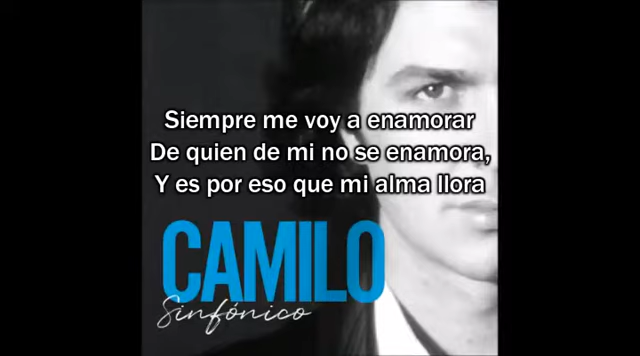 Siempre me voy a enamorar
De quien de mi no se enamora,
Y es por eso que mi alma llora
CAMILO
Sinfónico